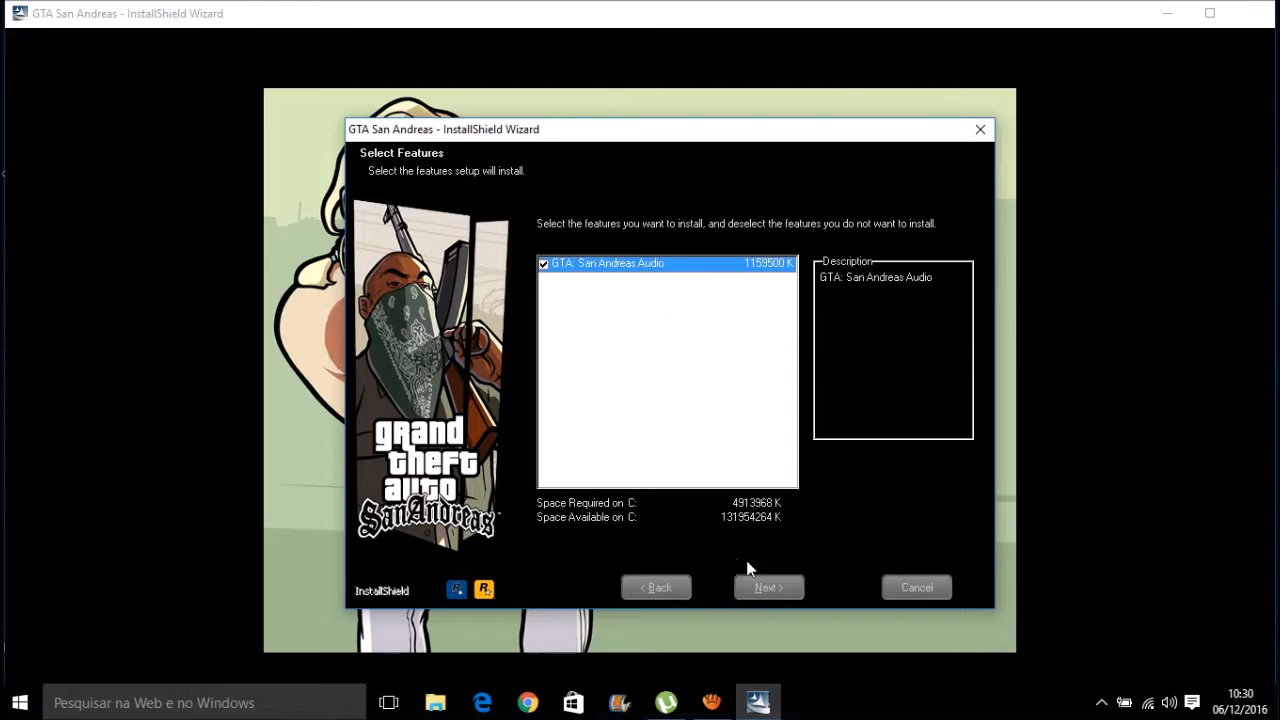 GTA San Andreas - InstallShield Wizard
GTA San Andreas - InstallShield Wizard
Select Features
Select the features setup will install.
Select the features you want to install, and deselect the features you do not want to install.
GTA: San Andreas Audio 1159500 K
Description
GTA: San Andreas Audio
grand
theft
auto
San Andreas
Space Required on C: 4913968 K
Space Available on C: 131954264 K
InstallShield
< Back
Next >
Cancel
Pesquisar na Web e no Windows
10:30
06/12/2016